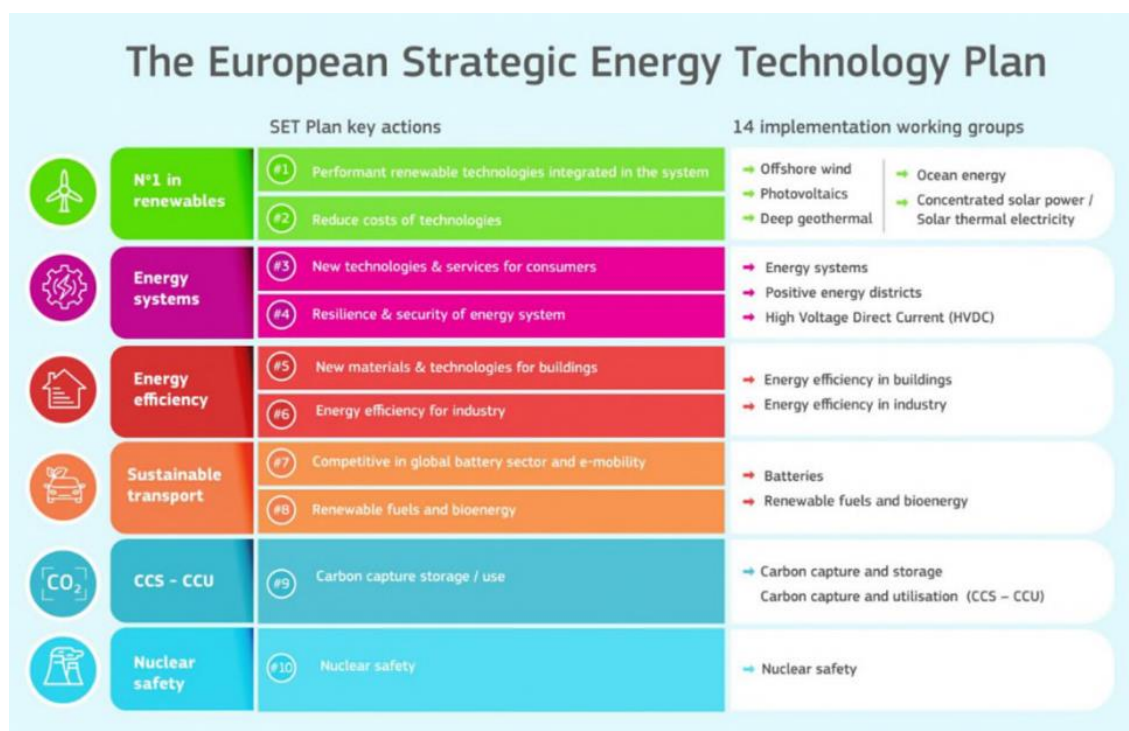 The European Strategic Energy Technology Plan
SET Plan key actions
14 implementation working groups
N°1 in
renewables
#1 Performant renewable technologies integrated in the system
#2 Reduce costs of technologies
Offshore wind
Photovoltaics
Deep geothermal
Ocean energy
Concentrated solar power /
Solar thermal electricity
Energy
systems
#3 New technologies & services for consumers
#4 Resilience & security of energy system
Energy systems
Positive energy districts
High Voltage Direct Current (HVDC)
Energy
efficiency
#5 New materials & technologies for buildings
#6 Energy efficiency for industry
Energy efficiency in buildings
Energy efficiency in industry
Sustainable
transport
#7 Competitive in global battery sector and e-mobility
#8 Renewable fuels and bioenergy
Batteries
Renewable fuels and bioenergy
CO₂
CCS - CCU
#9 Carbon capture storage / use
Carbon capture and storage
Carbon capture and utilisation (CCS – CCU)
Nuclear
safety
#10 Nuclear safety
Nuclear safety